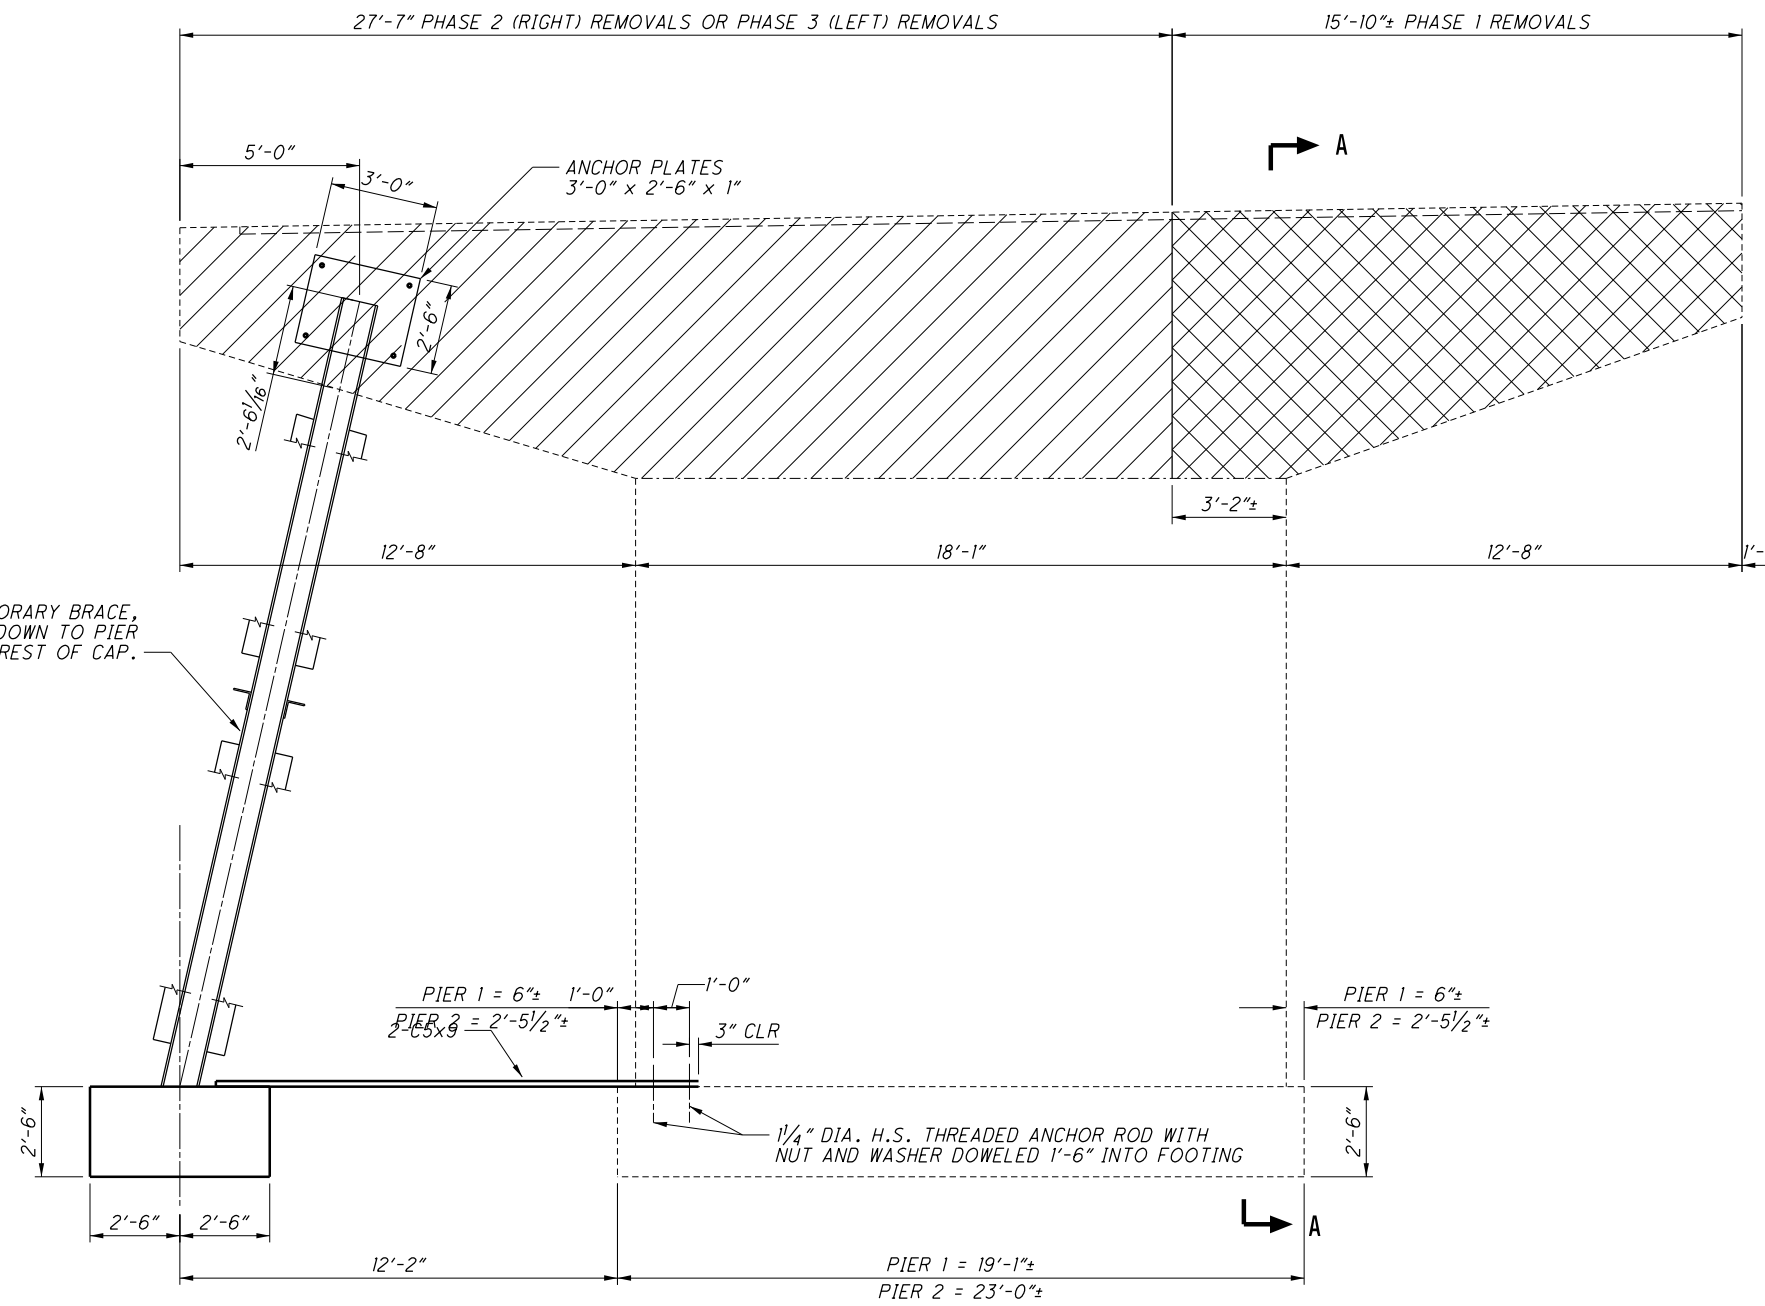 27'-7" PHASE 2 (RIGHT) REMOVALS OR PHASE 3 (LEFT) REMOVALS
15'-10"± PHASE 1 REMOVALS
A
5'-0"
3'-0"
ANCHOR PLATES
3'-0" x 2'-6" x 1"
2'-6"
2'-6 1/16"
3'-2"±
12'-8"
18'-1"
12'-8"
1'-
ORARY BRACE,
DOWN TO PIER
REST OF CAP.
PIER 1 = 6"±
PIER 2 = 2'-5 1/2"±
1'-0"
1'-0"
2-C5x9
3" CLR
PIER 1 = 6"±
PIER 2 = 2'-5 1/2"±
2'-6"
1 1/4" DIA. H.S. THREADED ANCHOR ROD WITH
NUT AND WASHER DOWELED 1'-6" INTO FOOTING
2'-6"
2'-6"
2'-6"
A
12'-2"
PIER 1 = 19'-1"±
PIER 2 = 23'-0"±